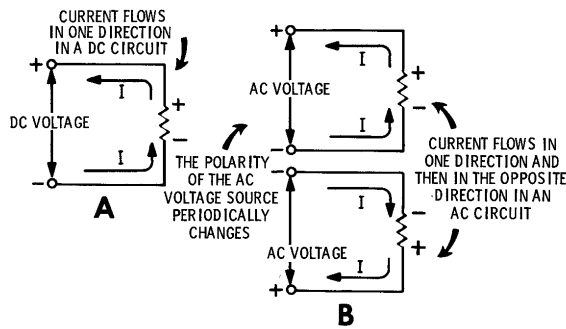 CURRENT FLOWS
IN ONE DIRECTION
IN A DC CIRCUIT
+
I
+
DC VOLTAGE
−
I
−
A
THE POLARITY
OF THE AC
VOLTAGE SOURCE
PERIODICALLY
CHANGES
+
I
AC VOLTAGE
+
−
I
−
−
I
−
AC VOLTAGE
+
I
+
B
CURRENT FLOWS IN
ONE DIRECTION AND
THEN IN THE OPPOSITE
DIRECTION IN AN
AC CIRCUIT